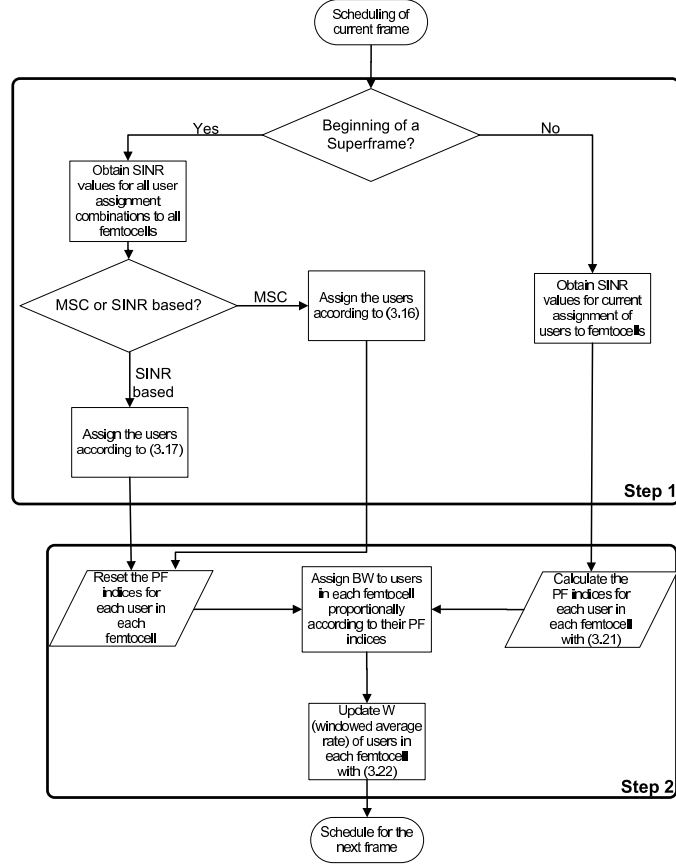 Scheduling of
current frame
Beginning of a
Superframe?
Yes
No
Obtain SINR
values for all user
assignment
combinations to all
femtocells
MSC or SINR based?
MSC
Assign the users
according to (3.16)
Obtain SINR
values for current
assignment of
users to femtocells
SINR
based
Assign the users
according to (3.17)
Step 1
Reset the PF
indices for
each user in
each
femtocell
Assign BW to users
in each femtocell
proportionally
according to their PF
indices
Calculate the
PF indices for
each user in
each femtocell
with (3.21)
Update W
(windowed average
rate) of users in
each femtocell
with (3.22)
Step 2
Schedule for the
next frame